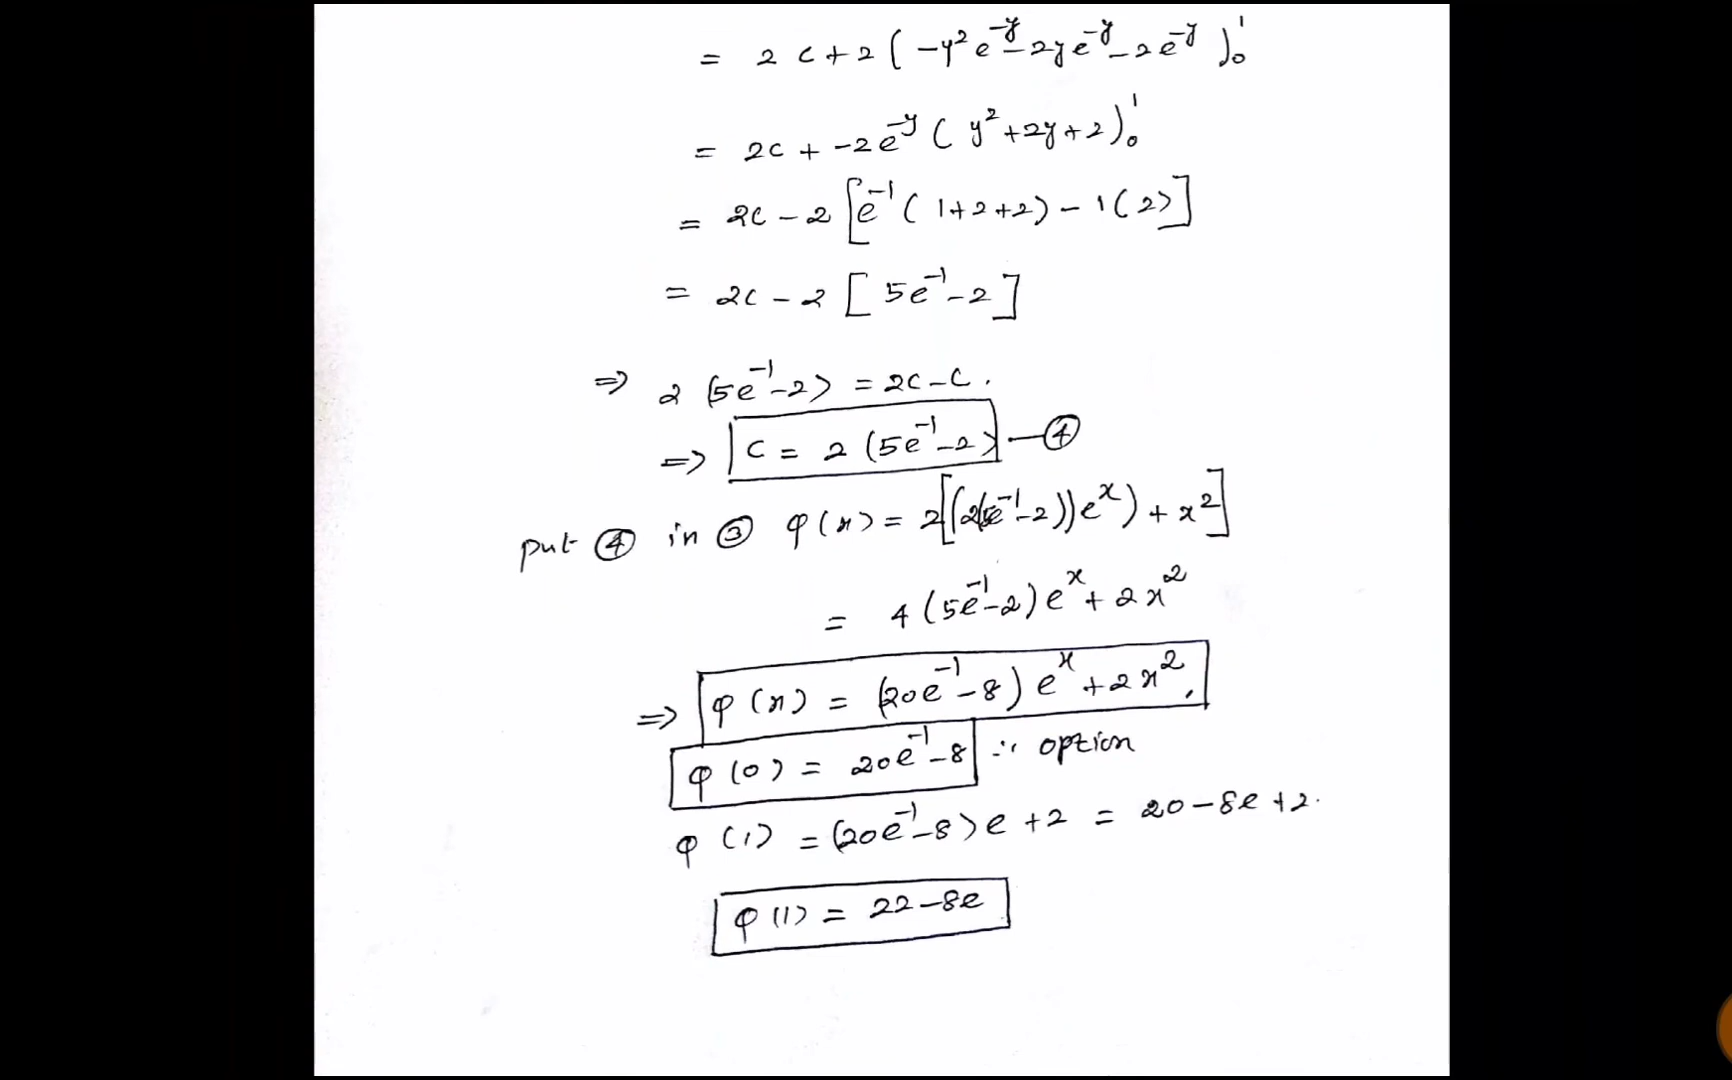 = 2 c + 2 ( -y² e^-y - 2y e^-y - 2e^-y )₀¹
= 2c + -2e^-y ( y² + 2y + 2 )₀¹
= 2c - 2 [ e^-1 ( 1+2+2 ) - 1(2) ]
= 2c - 2 [ 5e^-1 - 2 ]
⇒ 2 (5e^-1 - 2) = 2c - c .
⇒ c = 2 (5e^-1 - 2) — ④
put ④ in ③ φ(x) = 2[(2(5e^-1 - 2))e^x) + x²]
= 4 (5e^-1 - 2) e^x + 2x²
⇒ φ(x) = (20e^-1 - 8) e^x + 2x².
φ(0) = 20e^-1 - 8 ∴ option
φ(1) = (20e^-1 - 8) e + 2 = 20 - 8e + 2.
φ(1) = 22 - 8e